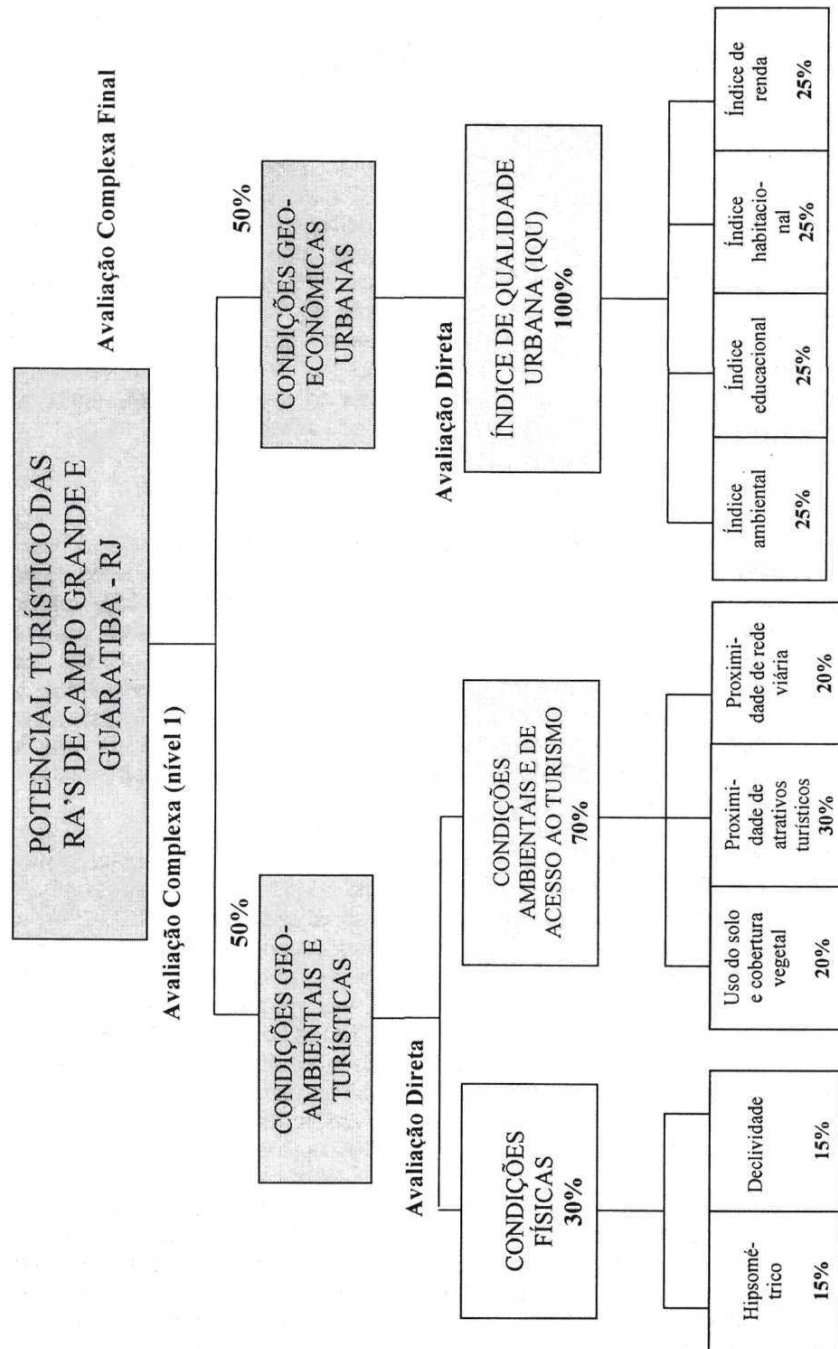 POTENCIAL TURÍSTICO DAS
RA'S DE CAMPO GRANDE E
GUARATIBA - RJ
Avaliação Complexa Final
Avaliação Complexa (nível 1)
50%
CONDIÇÕES GEO-
AMBIENTAIS E
TURÍSTICAS
50%
CONDIÇÕES GEO-
ECONÔMICAS
URBANAS
Avaliação Direta
CONDIÇÕES
FÍSICAS
30%
CONDIÇÕES
AMBIENTAIS E DE
ACESSO AO TURISMO
70%
Avaliação Direta
ÍNDICE DE QUALIDADE
URBANA (IQU)
100%
Hipsomé-
trico
15%
Declividade
15%
Uso do solo
e cobertura
vegetal
20%
Proximi-
dade de
atrativos
turísticos
30%
Proximi-
dade de rede
viária
20%
Índice
ambiental
25%
Índice
educacional
25%
Índice
habitacio-
nal
25%
Índice de
renda
25%